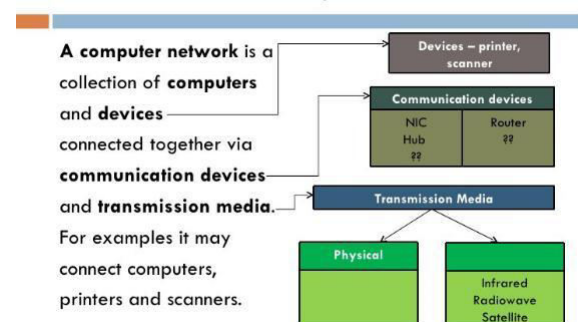 A computer network is a
collection of computers
and devices
connected together via
communication devices
and transmission media.
For examples it may
connect computers,
printers and scanners.
Devices – printer,
scanner
Communication devices
NIC
Hub
??
Router
??
Transmission Media
Physical
Infrared
Radiowave
Satellite